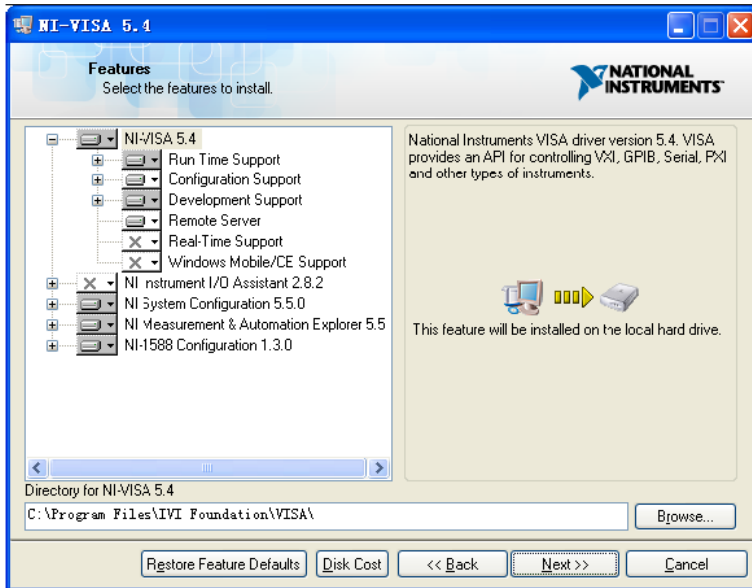 NI-VISA 5.4
Features
Select the features to install.
NATIONAL
INSTRUMENTS
NI-VISA 5.4
Run Time Support
Configuration Support
Development Support
Remote Server
Real-Time Support
Windows Mobile/CE Support
NI Instrument I/O Assistant 2.8.2
NI System Configuration 5.5.0
NI Measurement & Automation Explorer 5.5
NI-1588 Configuration 1.3.0
National Instruments VISA driver version 5.4. VISA
provides an API for controlling VXI, GPIB, Serial, PXI
and other types of instruments.
This feature will be installed on the local hard drive.
Directory for NI-VISA 5.4
C:\Program Files\IVI Foundation\VISA\
Browse...
Restore Feature Defaults
Disk Cost
<< Back
Next >>
Cancel